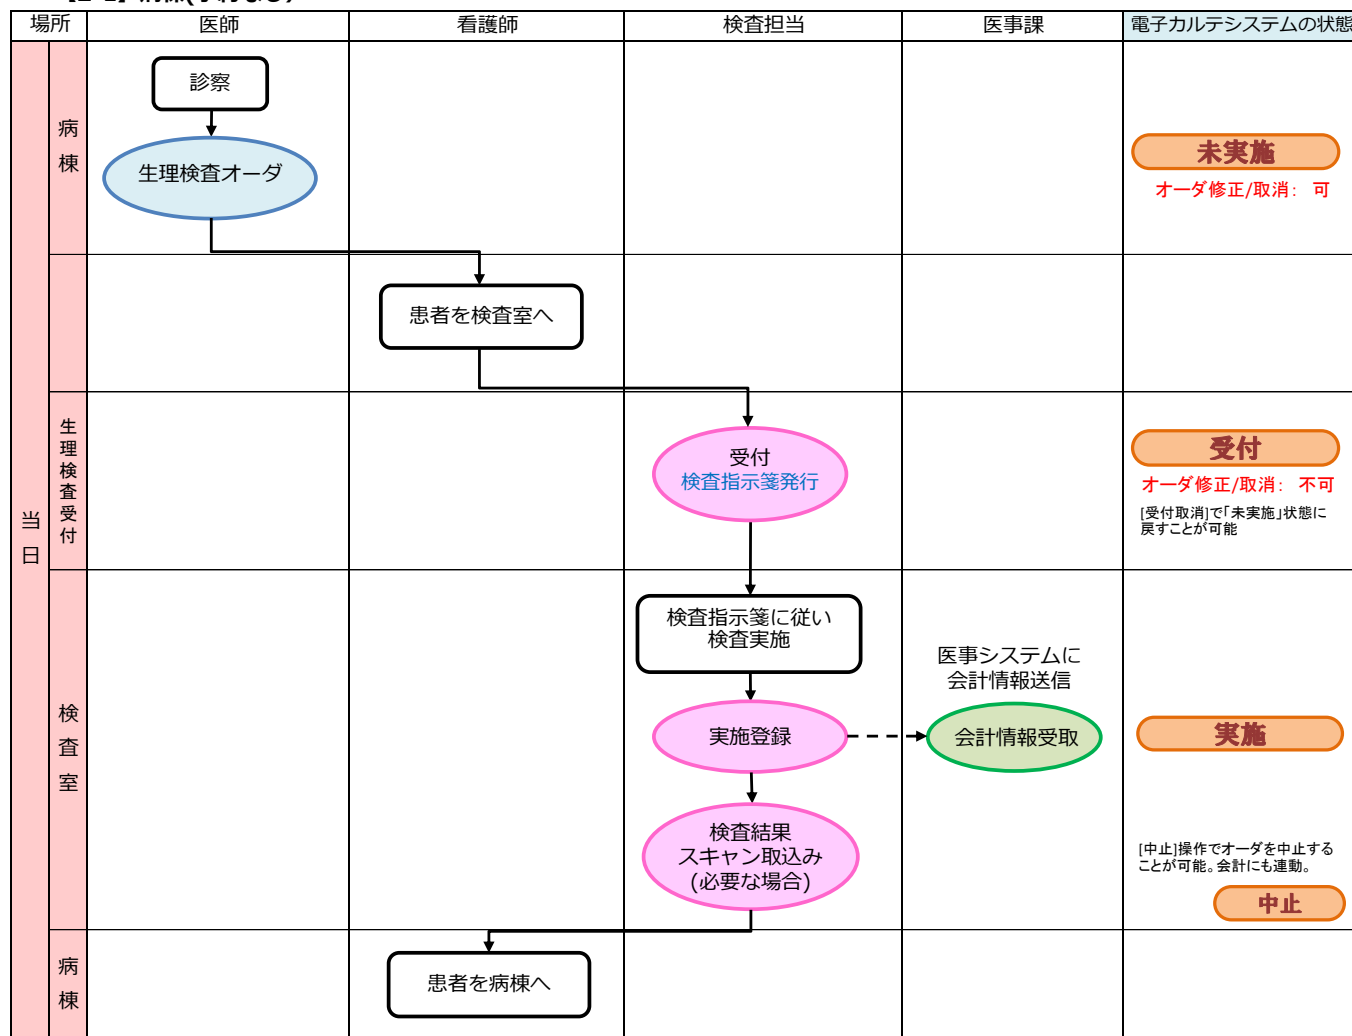 場所
医師
看護師
検査担当
医事課
電子カルテシステムの状態
当日
病棟
診察
生理検査オーダ
未実施
オーダ修正/取消： 可
患者を検査室へ
生理検査受付
受付
検査指示箋発行
受付
オーダ修正/取消： 不可
[受付取消]で「未実施」状態に
戻すことが可能
検査室
検査指示箋に従い
検査実施
医事システムに
会計情報送信
実施登録
会計情報受取
実施
検査結果
スキャン取込み
(必要な場合)
[中止]操作でオーダを中止する
ことが可能。会計にも連動。
中止
病棟
患者を病棟へ